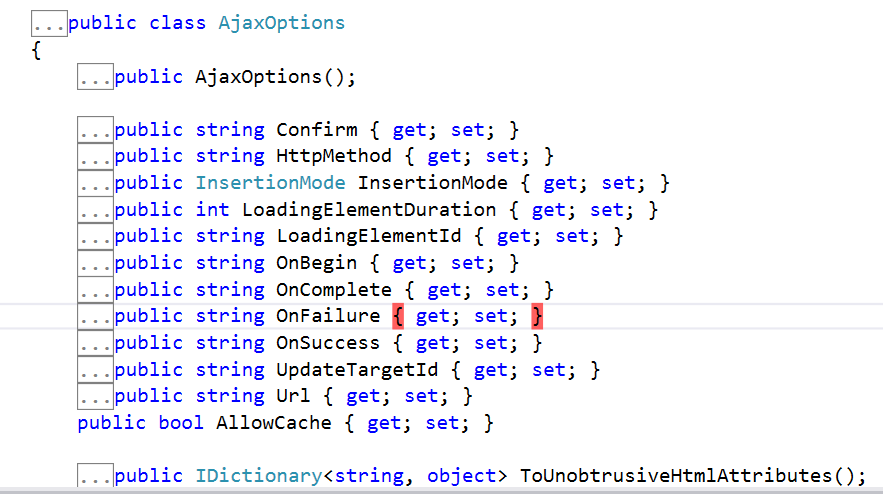 ...public class AjaxOptions
{
...public AjaxOptions();
...public string Confirm { get; set; }
...public string HttpMethod { get; set; }
...public InsertionMode InsertionMode { get; set; }
...public int LoadingElementDuration { get; set; }
...public string LoadingElementId { get; set; }
...public string OnBegin { get; set; }
...public string OnComplete { get; set; }
...public string OnFailure { get; set; }
...public string OnSuccess { get; set; }
...public string UpdateTargetId { get; set; }
...public string Url { get; set; }
public bool AllowCache { get; set; }
...public IDictionary<string, object> ToUnobtrusiveHtmlAttributes();